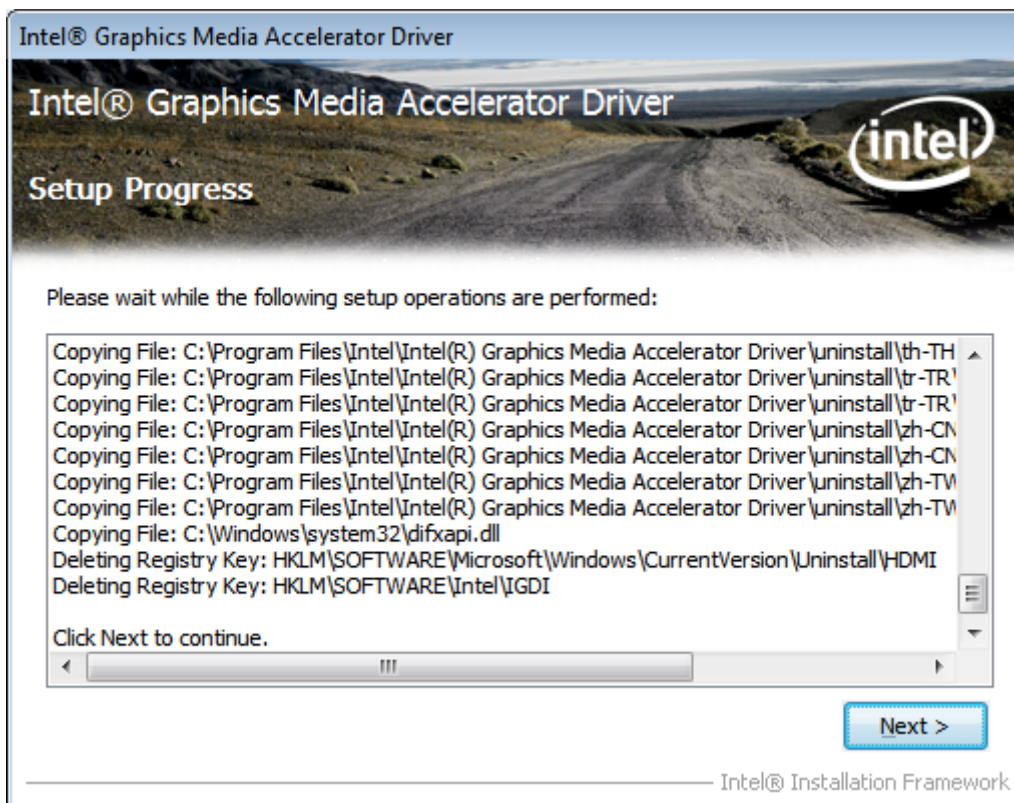 Intel® Graphics Media Accelerator Driver
Intel® Graphics Media Accelerator Driver
intel
Setup Progress
Please wait while the following setup operations are performed:
Copying File: C:\Program Files\Intel\Intel(R) Graphics Media Accelerator Driver\uninstall\th-TH
Copying File: C:\Program Files\Intel\Intel(R) Graphics Media Accelerator Driver\uninstall\tr-TR\
Copying File: C:\Program Files\Intel\Intel(R) Graphics Media Accelerator Driver\uninstall\tr-TR\
Copying File: C:\Program Files\Intel\Intel(R) Graphics Media Accelerator Driver\uninstall\zh-CN
Copying File: C:\Program Files\Intel\Intel(R) Graphics Media Accelerator Driver\uninstall\zh-CN
Copying File: C:\Program Files\Intel\Intel(R) Graphics Media Accelerator Driver\uninstall\zh-TW
Copying File: C:\Program Files\Intel\Intel(R) Graphics Media Accelerator Driver\uninstall\zh-TW
Copying File: C:\Windows\system32\difxapi.dll
Deleting Registry Key: HKLM\SOFTWARE\Microsoft\Windows\CurrentVersion\Uninstall\HDMI
Deleting Registry Key: HKLM\SOFTWARE\Intel\IGDI
Click Next to continue.
Next >
Intel® Installation Framework